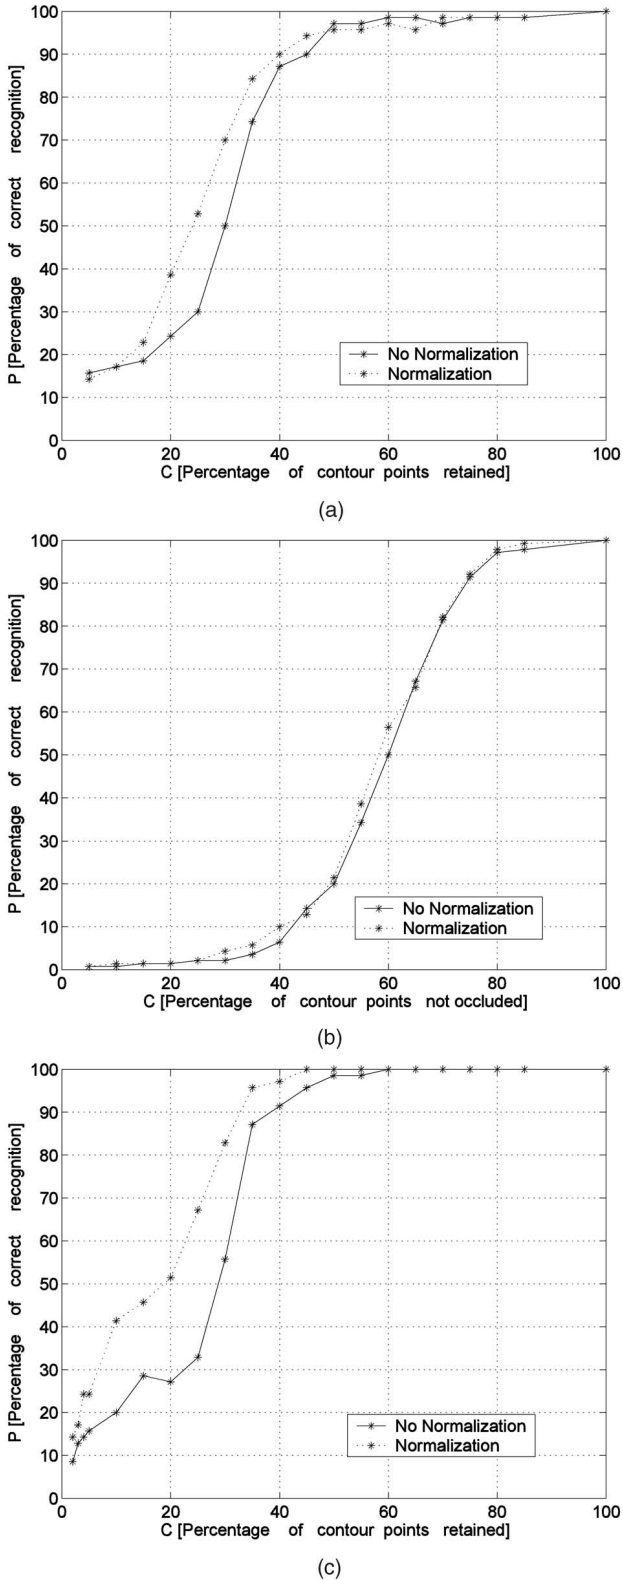 100
90
80
70
60
50
40
30
20
10
0
P [Percentage of correct recognition]
No Normalization
Normalization
0 20 40 60 80 100
C [Percentage of contour points retained]
(a)
100
90
80
70
60
50
40
30
20
10
0
P [Percentage of correct recognition]
No Normalization
Normalization
0 20 40 60 80 100
C [Percentage of contour points not occluded]
(b)
100
90
80
70
60
50
40
30
20
10
0
P [Percentage of correct recognition]
No Normalization
Normalization
0 20 40 60 80 100
C [Percentage of contour points retained]
(c)